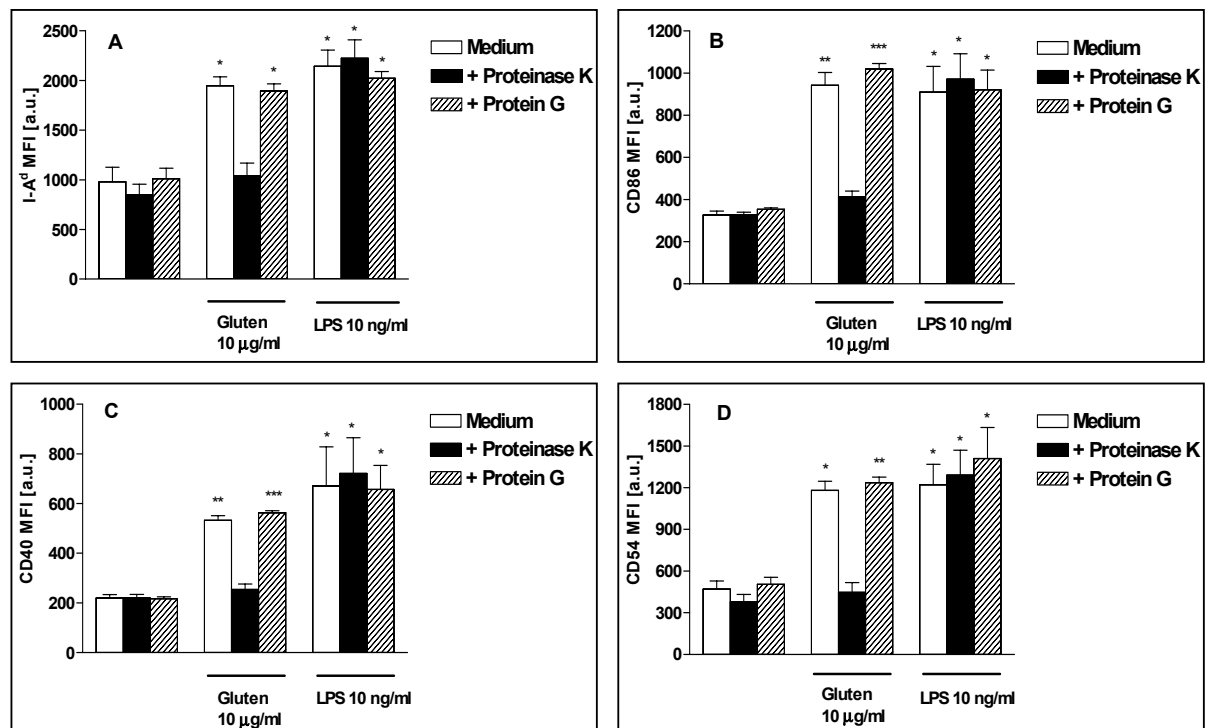 A
I-Aᵈ MFI [a.u.]
2500
2000
1500
1000
500
0
* * * * *
Medium
+ Proteinase K
+ Protein G
Gluten
10 μg/ml
LPS 10 ng/ml
B
CD86 MFI [a.u.]
1200
1000
800
600
400
200
0
** *** * * *
Medium
+ Proteinase K
+ Protein G
Gluten
10 μg/ml
LPS 10 ng/ml
C
CD40 MFI [a.u.]
1000
800
600
400
200
0
** *** * * *
Medium
+ Proteinase K
+ Protein G
Gluten
10 μg/ml
LPS 10 ng/ml
D
CD54 MFI [a.u.]
1800
1500
1200
900
600
300
0
* ** * * *
Medium
+ Proteinase K
+ Protein G
Gluten
10 μg/ml
LPS 10 ng/ml